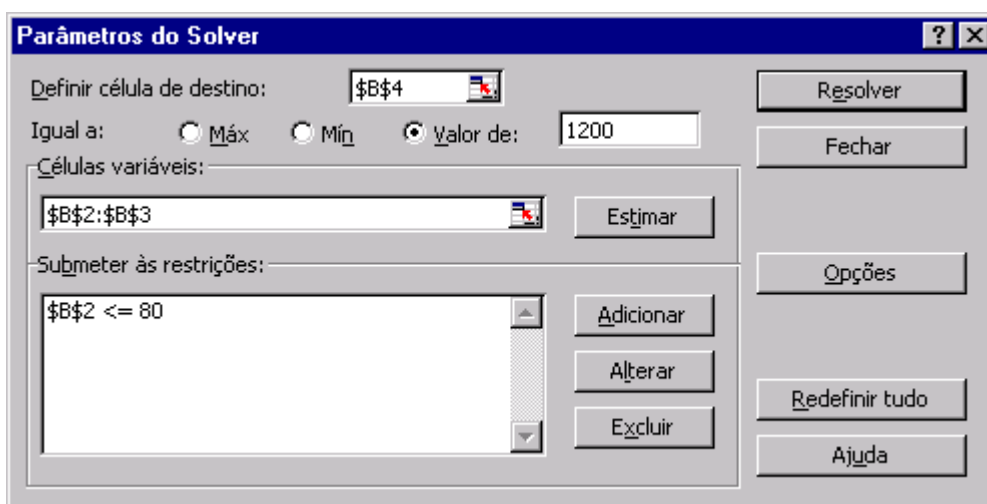 Parâmetros do Solver
Definir célula de destino: $B$4
Resolver
Igual a: Máx Mín Valor de: 1200
Fechar
Células variáveis:
$B$2:$B$3
Estimar
Submeter às restrições:
Opções
$B$2 <= 80
Adicionar
Alterar
Redefinir tudo
Excluir
Ajuda